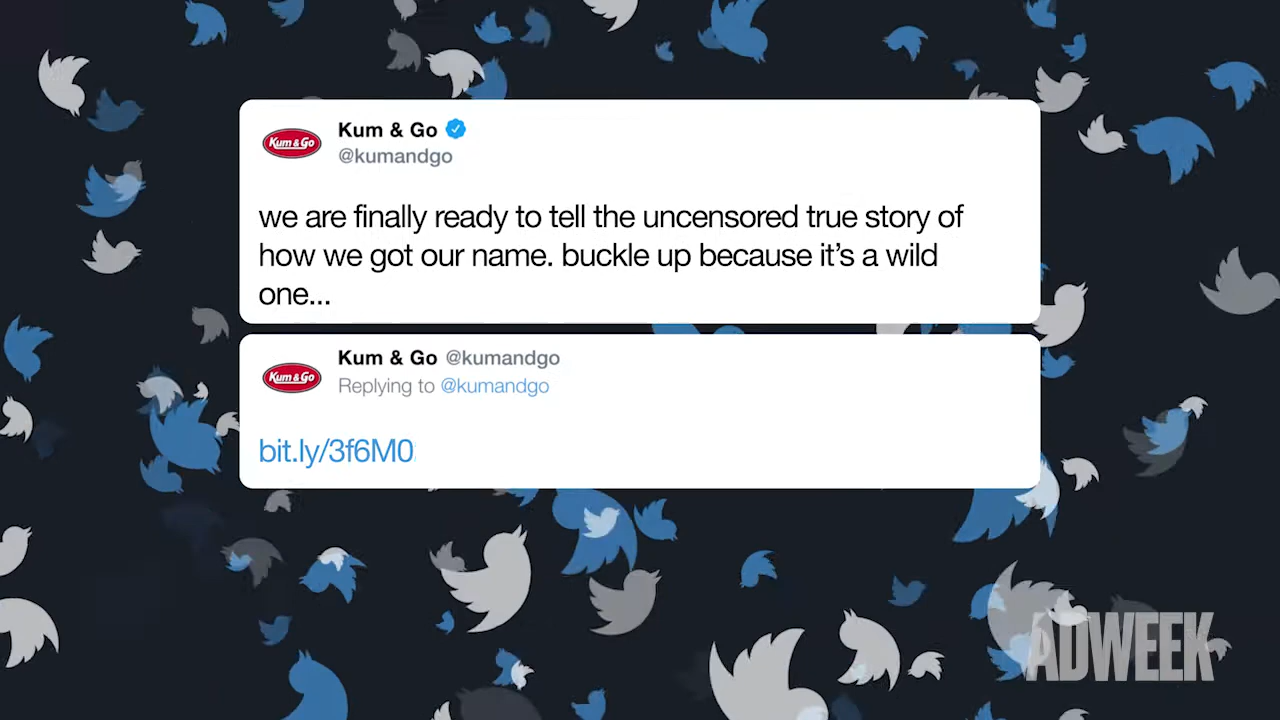 Kum & Go
Kum & Go
@kumandgo
we are finally ready to tell the uncensored true story of
how we got our name. buckle up because it’s a wild
one...
Kum & Go @kumandgo
Kum & Go
Replying to @kumandgo
bit.ly/3f6M0
ADWEEK